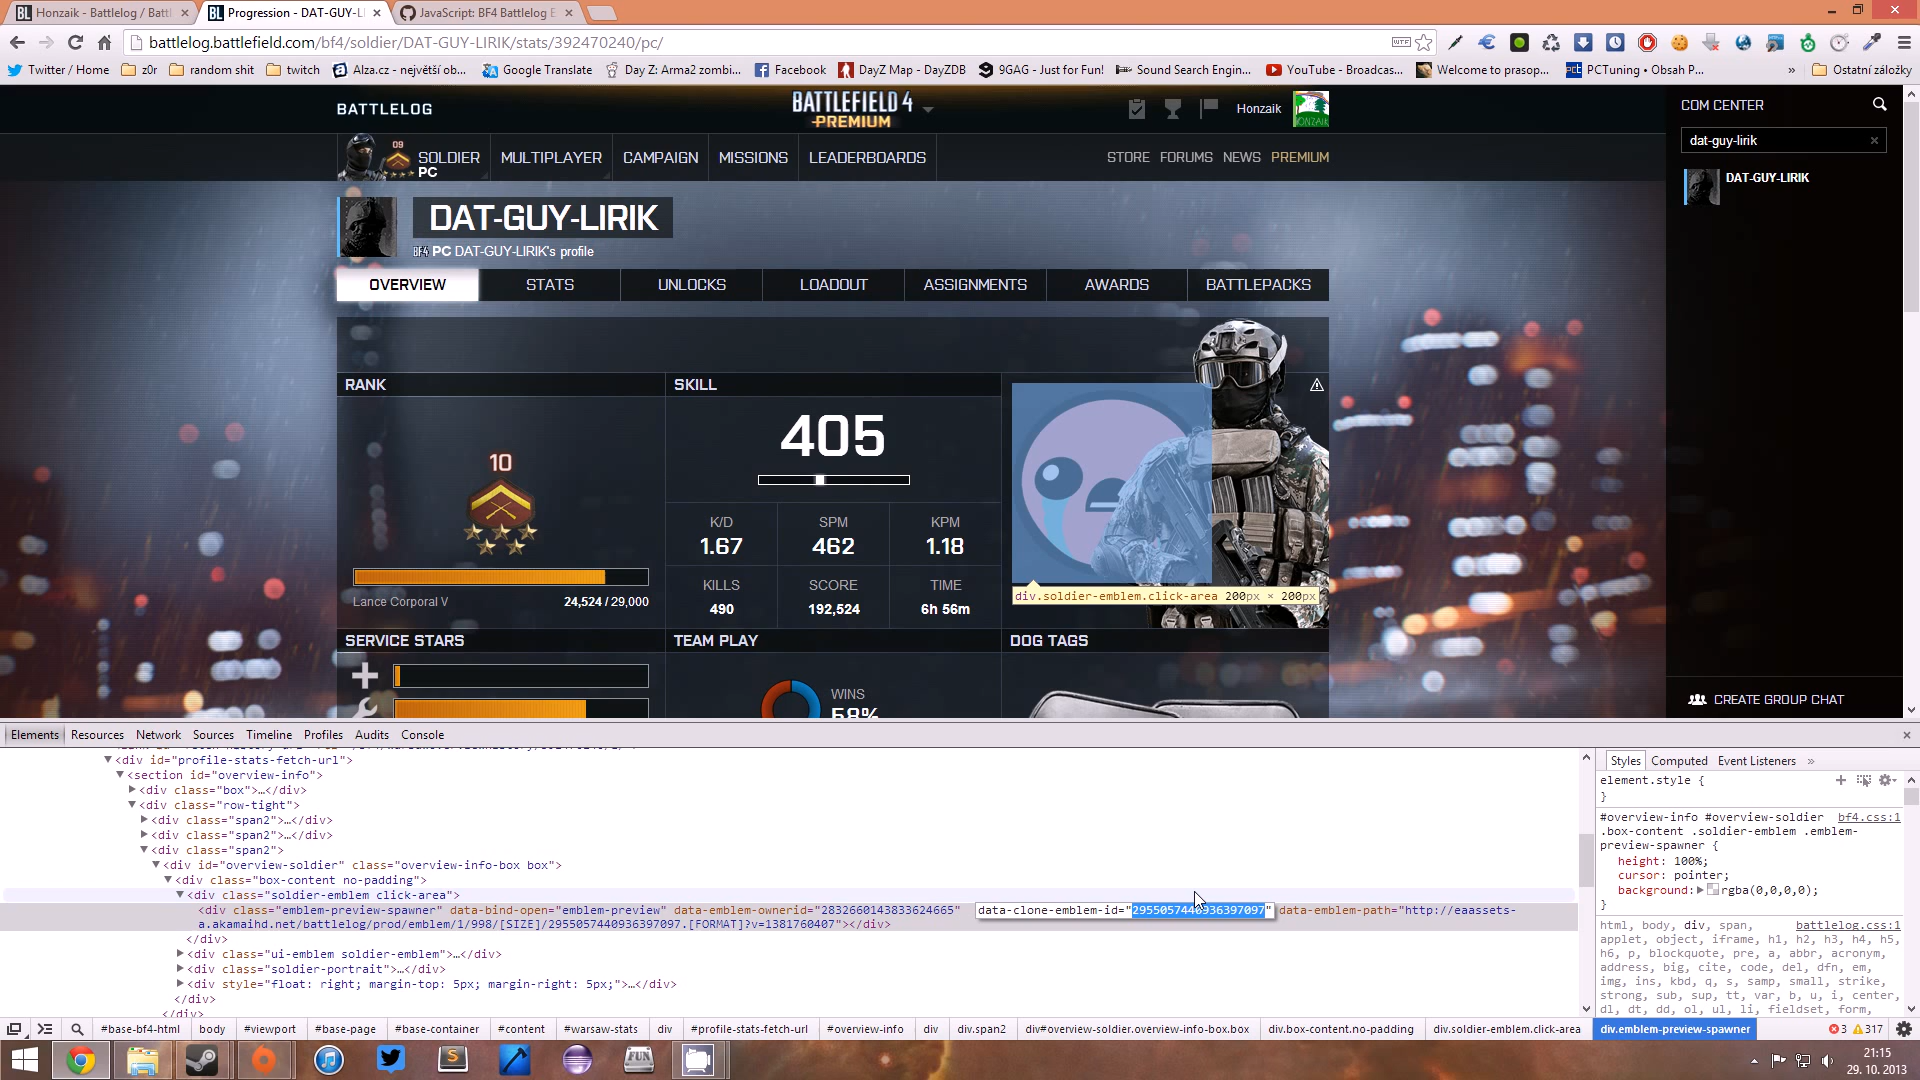 Honzaik - Battlelog / Battl
Progression - DAT-GUY-LI
JavaScript: BF4 Battlelog E
battlelog.battlefield.com/bf4/soldier/DAT-GUY-LIRIK/stats/392470240/pc/
Twitter / Home
z0r
random shit
twitch
Alza.cz - největší ob...
Google Translate
Day Z: Arma2 zombi...
Facebook
DayZ Map - DayZDB
9GAG - Just for Fun!
Sound Search Engin...
YouTube - Broadcas...
Welcome to prasop...
PCTuning • Obsah P...
»
Ostatní záložky
BATTLELOG
BATTLEFIELD 4
PREMIUM
Honzaik
COM CENTER
dat-guy-lirik
DAT-GUY-LIRIK
09
SOLDIER
PC
MULTIPLAYER
CAMPAIGN
MISSIONS
LEADERBOARDS
STORE FORUMS NEWS PREMIUM
DAT-GUY-LIRIK
BF4 PC DAT-GUY-LIRIK's profile
OVERVIEW
STATS
UNLOCKS
LOADOUT
ASSIGNMENTS
AWARDS
BATTLEPACKS
RANK
10
Lance Corporal V
24,524 / 29,000
SKILL
405
K/D SPM KPM
1.67 462 1.18
KILLS SCORE TIME
490 192,524 6h 56m
div.soldier-emblem.click-area 200px × 200px
SERVICE STARS
TEAM PLAY
WINS
58%
DOG TAGS
CREATE GROUP CHAT
Elements Resources Network Sources Timeline Profiles Audits Console
<div id="profile-stats-fetch-url">
<section id="overview-info">
<div class="box">…</div>
<div class="row-tight">
<div class="span2">…</div>
<div class="span2">…</div>
<div class="span2">
<div id="overview-soldier" class="overview-info-box box">
<div class="box-content no-padding">
<div class="soldier-emblem click-area">
<div class="emblem-preview-spawner" data-bind-open="emblem-preview" data-emblem-ownerid="2832660143833624665" data-clone-emblem-id="2955057440936397097" data-emblem-path="http://eaassets-
a.akamaihd.net/battlelog/prod/emblem/1/998/[SIZE]/2955057440936397097.[FORMAT]?v=1381760407"></div>
</div>
<div class="ui-emblem soldier-emblem">…</div>
<div class="soldier-portrait">…</div>
<div style="float: right; margin-top: 5px; margin-right: 5px;">…</div>
</div>
</div>
Styles Computed Event Listeners »
element.style {
}
#overview-info #overview-soldier bf4.css:1
.box-content .soldier-emblem .emblem-
preview-spawner {
height: 100%;
cursor: pointer;
background: rgba(0,0,0,0);
}
html, body, div, span, battlelog.css:1
applet, object, iframe, h1, h2, h3, h4, h5,
h6, p, blockquote, pre, a, abbr, acronym,
address, big, cite, code, del, dfn, em,
img, ins, kbd, q, s, samp, small, strike,
strong, sub, sup, tt, var, b, u, i, center,
dl, dt, dd, ol, ul, li, fieldset, form,
#base-bf4-html body #viewport #base-page #base-container #content #warsaw-stats div #profile-stats-fetch-url #overview-info div div.span2 div#overview-soldier.overview-info-box.box div.box-content.no-padding div.soldier-emblem.click-area div.emblem-preview-spawner
3 317
FUN
21:15
29. 10. 2013